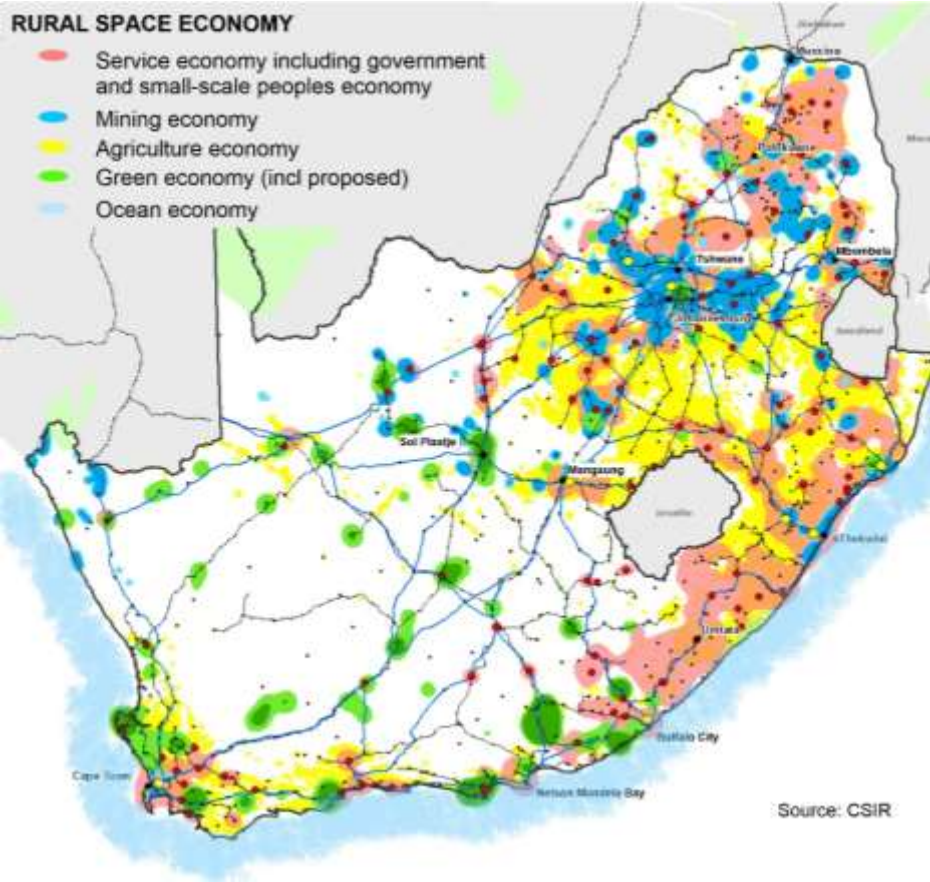 RURAL SPACE ECONOMY
Service economy including government
and small-scale peoples economy
Mining economy
Agriculture economy
Green economy (incl proposed)
Ocean economy
Musina
Polokwane
Tshwane
Mbombela
Johannesburg
Sol Plaatje
Mangaung
eThekwini
Umtata
Buffalo City
Cape Town
Nelson Mandela Bay
Source: CSIR